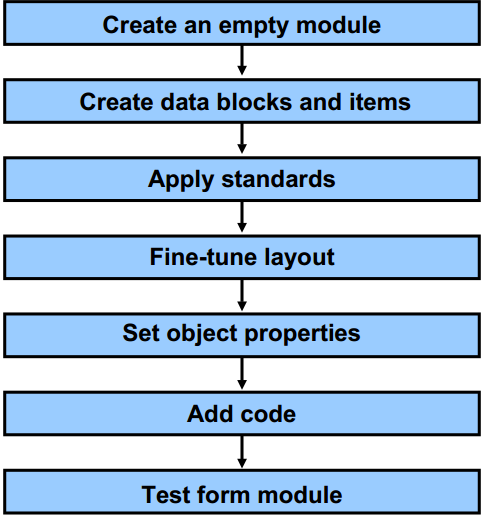 Create an empty module
Create data blocks and items
Apply standards
Fine-tune layout
Set object properties
Add code
Test form module